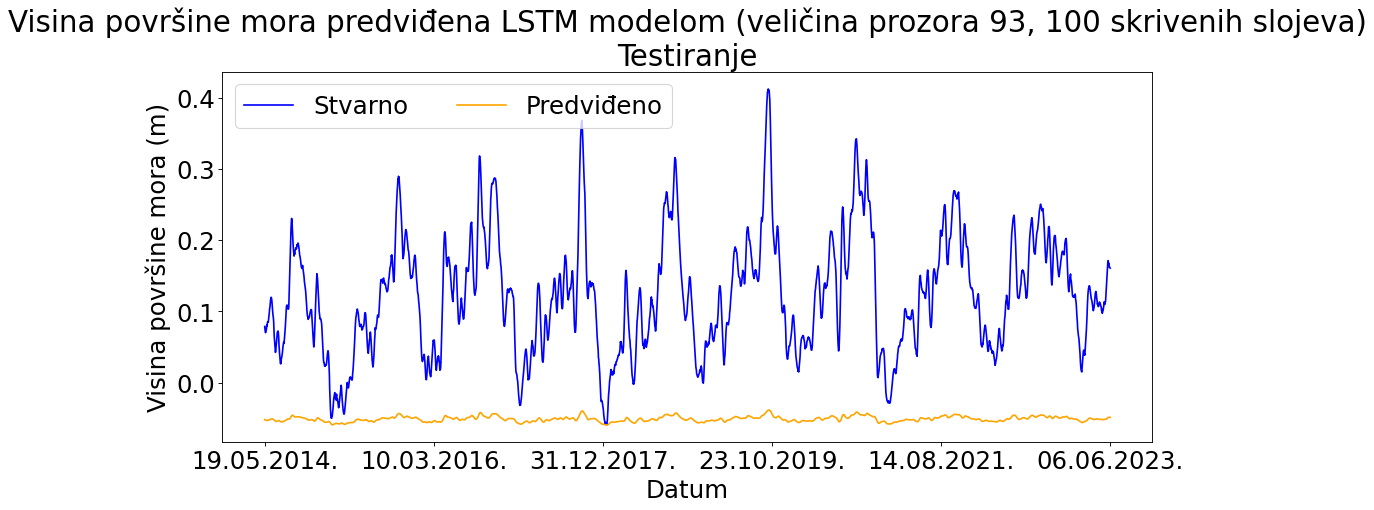 Visina površine mora predviđena LSTM modelom (veličina prozora 93, 100 skrivenih slojeva)
Testiranje
Stvarno Predviđeno
Visina površine mora (m)
0.4
0.3
0.2
0.1
0.0
19.05.2014. 10.03.2016. 31.12.2017. 23.10.2019. 14.08.2021. 06.06.2023.
Datum